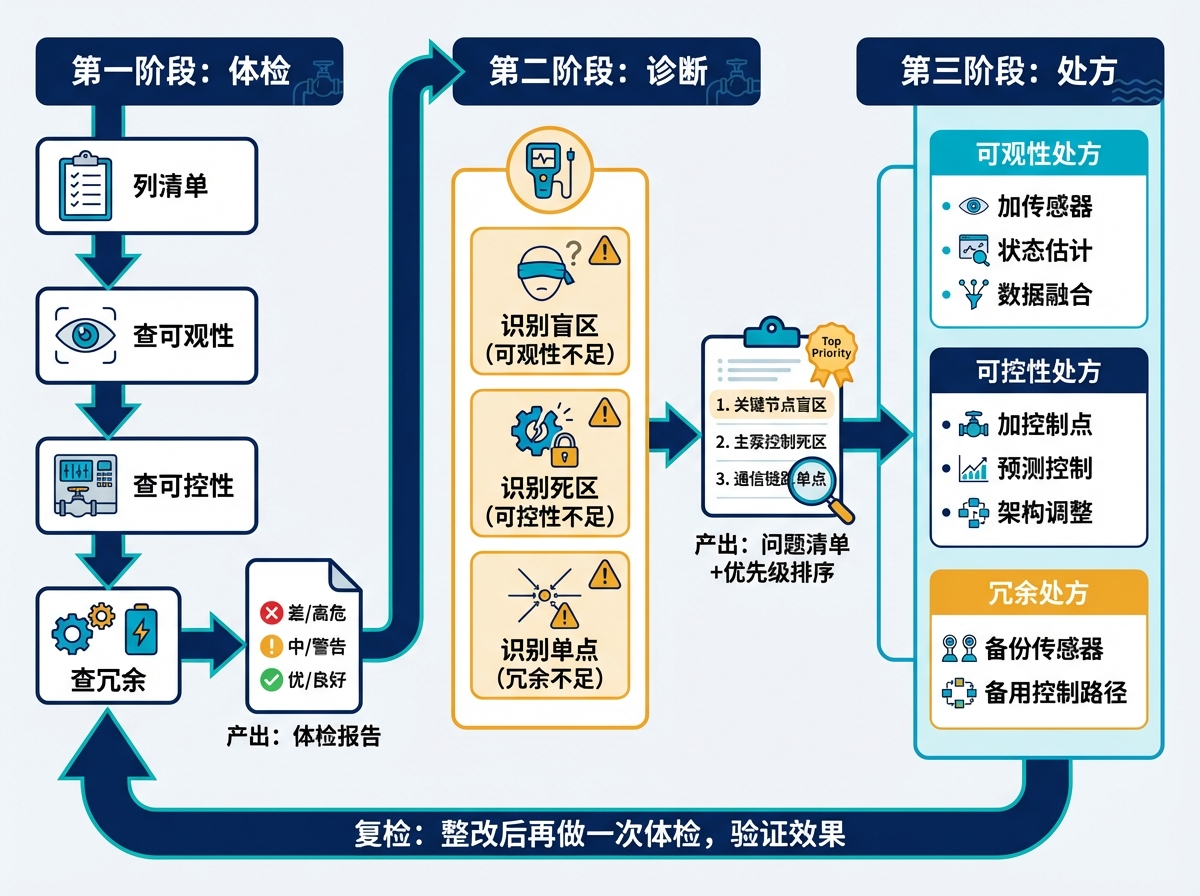 第一阶段：体检
列清单
查可观性
查可控性
查冗余
差/高危
中/警告
优/良好
产出：体检报告
第二阶段：诊断
?
识别盲区
（可观性不足）
识别死区
（可控性不足）
识别单点
（冗余不足）
Top
Priority
1. 关键节点盲区
2. 主泵控制死区
3. 通信链路单点
产出：问题清单
+优先级排序
第三阶段：处方
可观性处方
加传感器
状态估计
数据融合
可控性处方
加控制点
预测控制
架构调整
冗余处方
备份传感器
备用控制路径
复检：整改后再做一次体检，验证效果